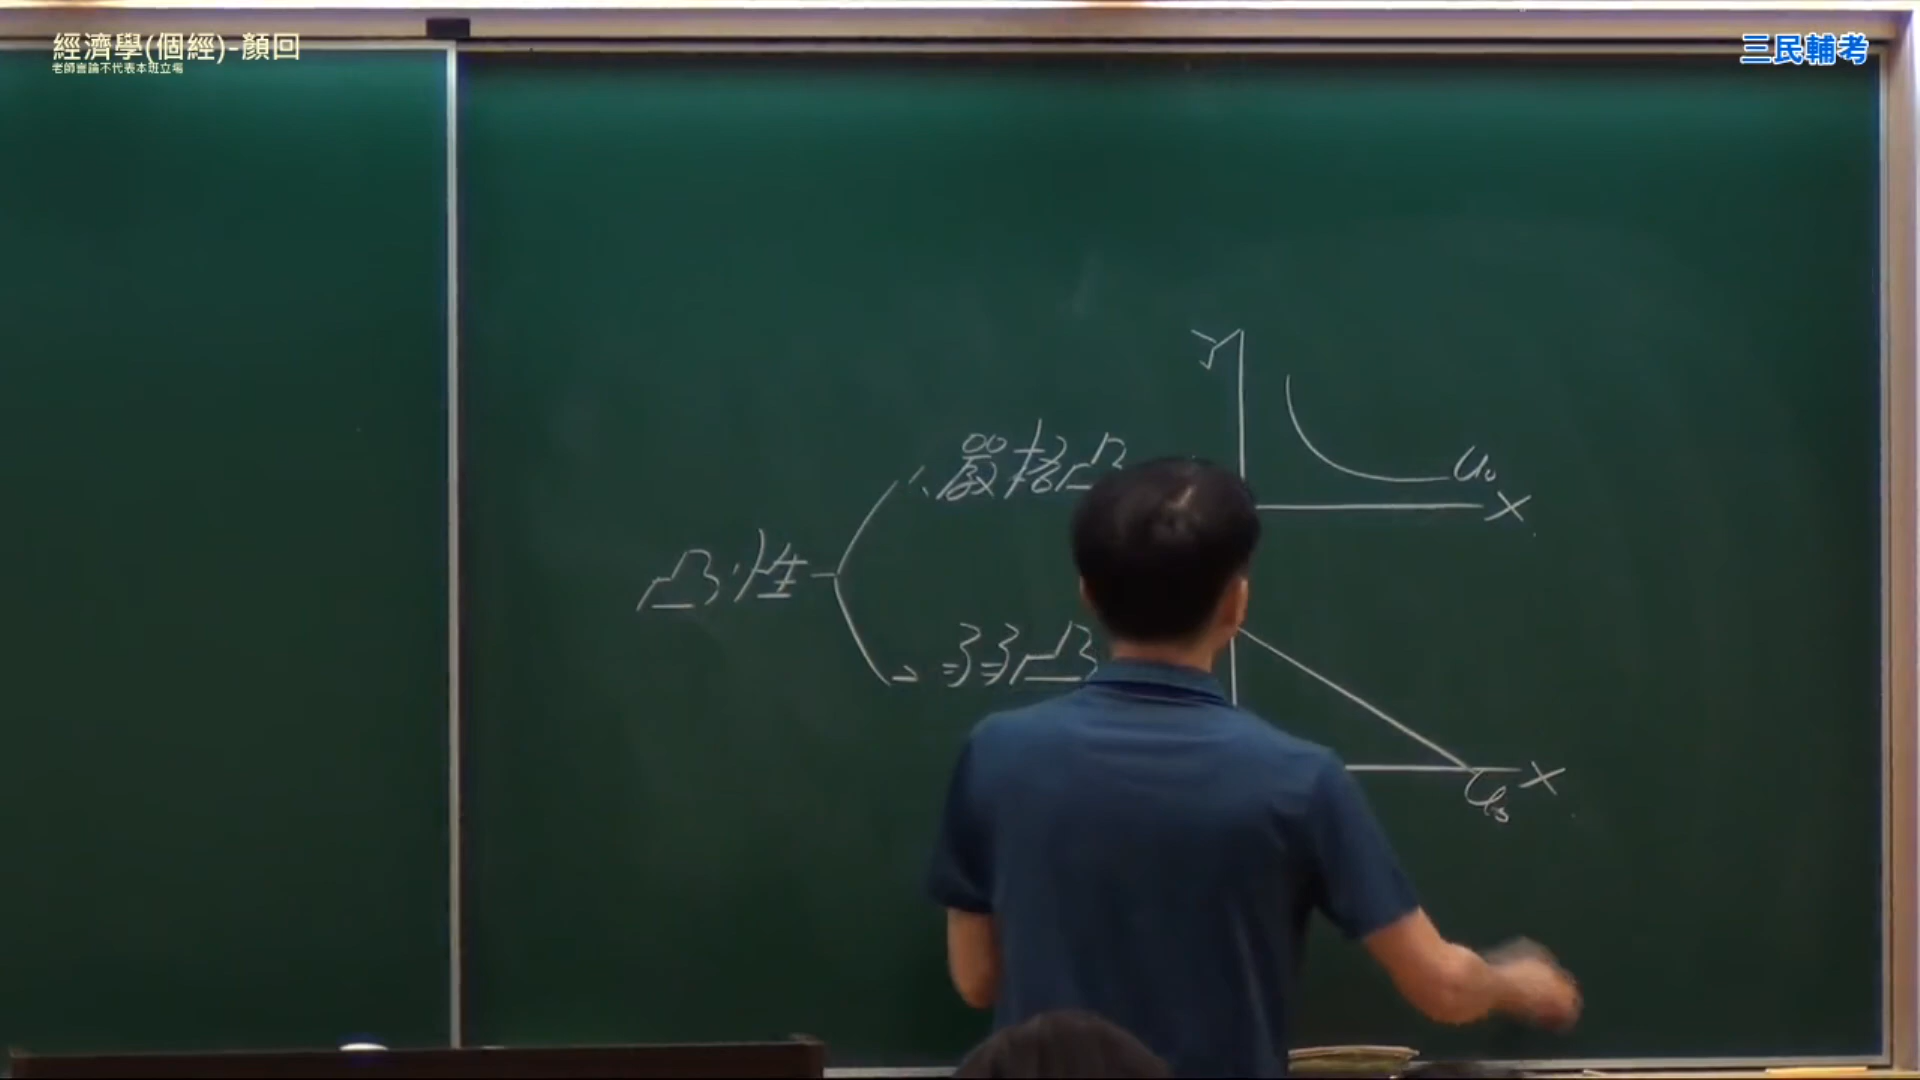 經濟學(個經)-顏回
老師言論不代表本班立場
三民輔考
凸性
1. 嚴格凸
Y
U₀
X
2. 弱凸
U₀
X